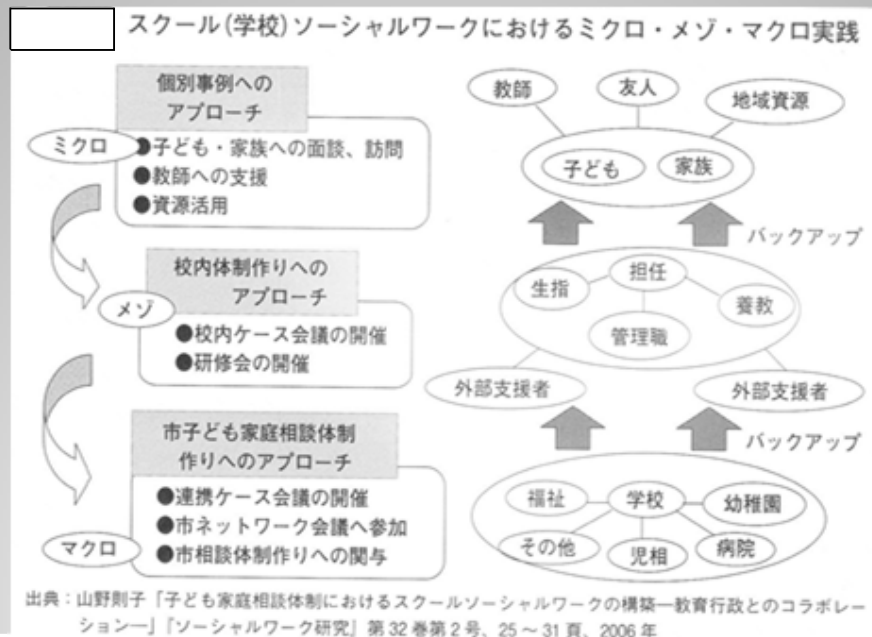 スクール(学校)ソーシャルワークにおけるミクロ・メゾ・マクロ実践
個別事例への
アプローチ
ミクロ
●子ども・家族への面談、訪問
●教師への支援
●資源活用
校内体制作りへの
アプローチ
メゾ
●校内ケース会議の開催
●研修会の開催
市子ども家庭相談体制
作りへのアプローチ
●連携ケース会議の開催
●市ネットワーク会議へ参加
マクロ
●市相談体制作りへの関与
教師
友人
地域資源
子ども
家族
バックアップ
生指
担任
養教
管理職
外部支援者
外部支援者
バックアップ
福祉
学校
幼稚園
その他
児相
病院
出典:山野則子「子ども家庭相談体制におけるスクールソーシャルワークの構築―教育行政とのコラボレー
ション―」『ソーシャルワーク研究』第32巻第2号、25～31頁、2006年